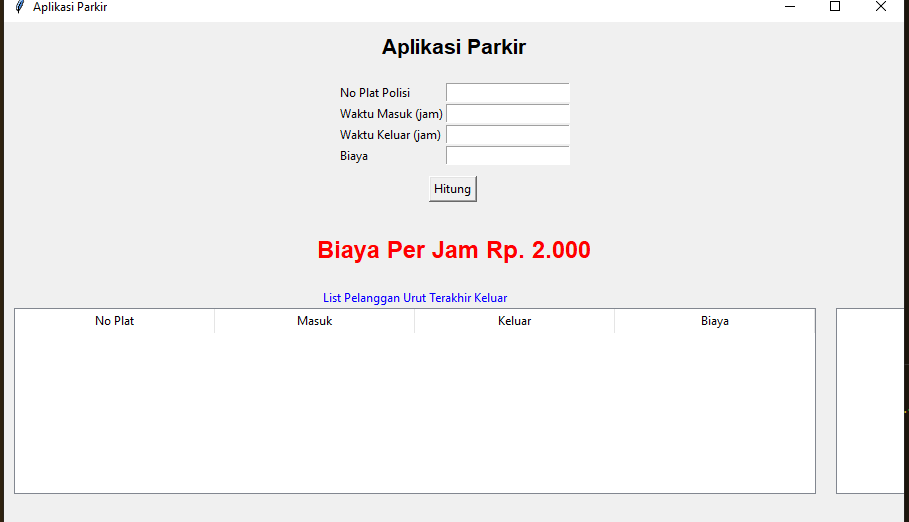 Aplikasi Parkir
Aplikasi Parkir
No Plat Polisi
Waktu Masuk (jam)
Waktu Keluar (jam)
Biaya
Hitung
Biaya Per Jam Rp. 2.000
List Pelanggan Urut Terakhir Keluar
No Plat Masuk Keluar Biaya